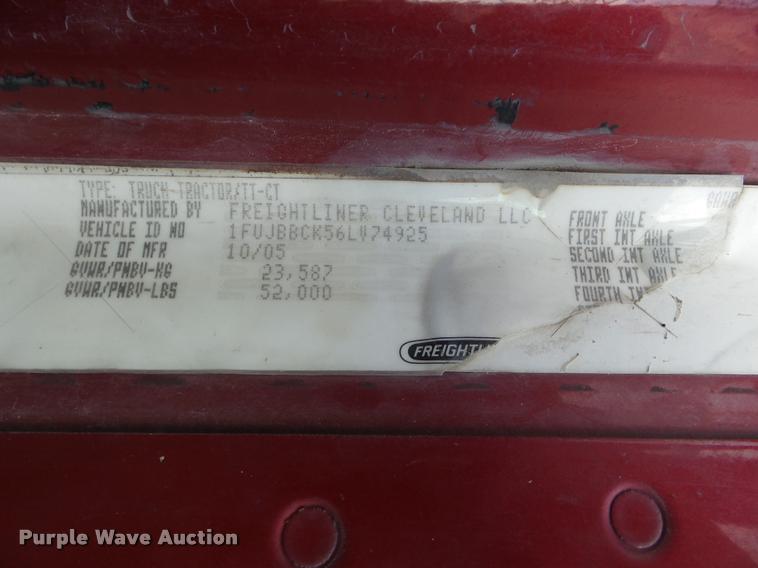 TYPE: TRUCK-TRACTOR/TT-CT
MANUFACTURED BY FREIGHTLINER CLEVELAND LLC
VEHICLE ID NO 1FUJBBCK56LV74925
DATE OF MFR 10/05
GVWR/PNBV-KG 23,587
GVWR/PNBV-LBS 52,000
FRONT AXLE
FIRST INT AXLE
SECOND INT AXLE
THIRD INT AXLE
FOURTH INT
FREIGHTLI
Purple Wave Auction